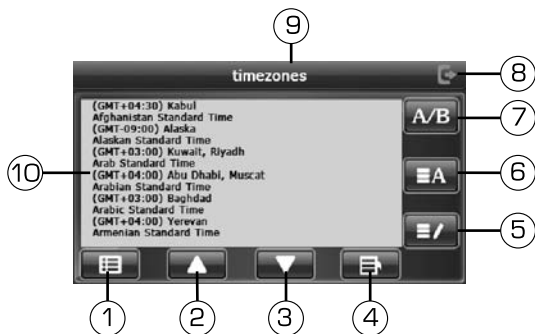 9
timezones
8
(GMT+04:30) Kabul
Afghanistan Standard Time
(GMT-09:00) Alaska
Alaskan Standard Time
(GMT+03:00) Kuwait, Riyadh
Arab Standard Time
(GMT+04:00) Abu Dhabi, Muscat
Arabian Standard Time
(GMT+03:00) Baghdad
Arabic Standard Time
(GMT+04:00) Yerevan
Armenian Standard Time
A/B
7
A
6
5
10
1
2
3
4